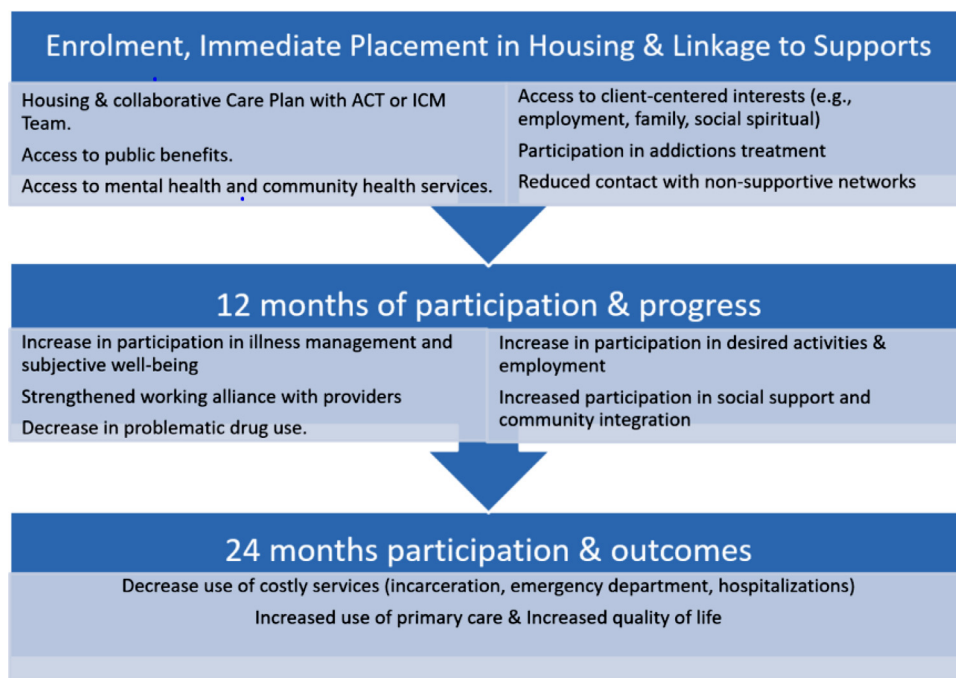 Enrolment, Immediate Placement in Housing & Linkage to Supports
Housing & collaborative Care Plan with ACT or ICM
Team.
Access to public benefits.
Access to mental health and community health services.
Access to client-centered interests (e.g.,
employment, family, social spiritual)
Participation in addictions treatment
Reduced contact with non-supportive networks
12 months of participation & progress
Increase in participation in illness management and
subjective well-being
Strengthened working alliance with providers
Decrease in problematic drug use.
Increase in participation in desired activities &
employment
Increased participation in social support and
community integration
24 months participation & outcomes
Decrease use of costly services (incarceration, emergency department, hospitalizations)
Increased use of primary care & Increased quality of life